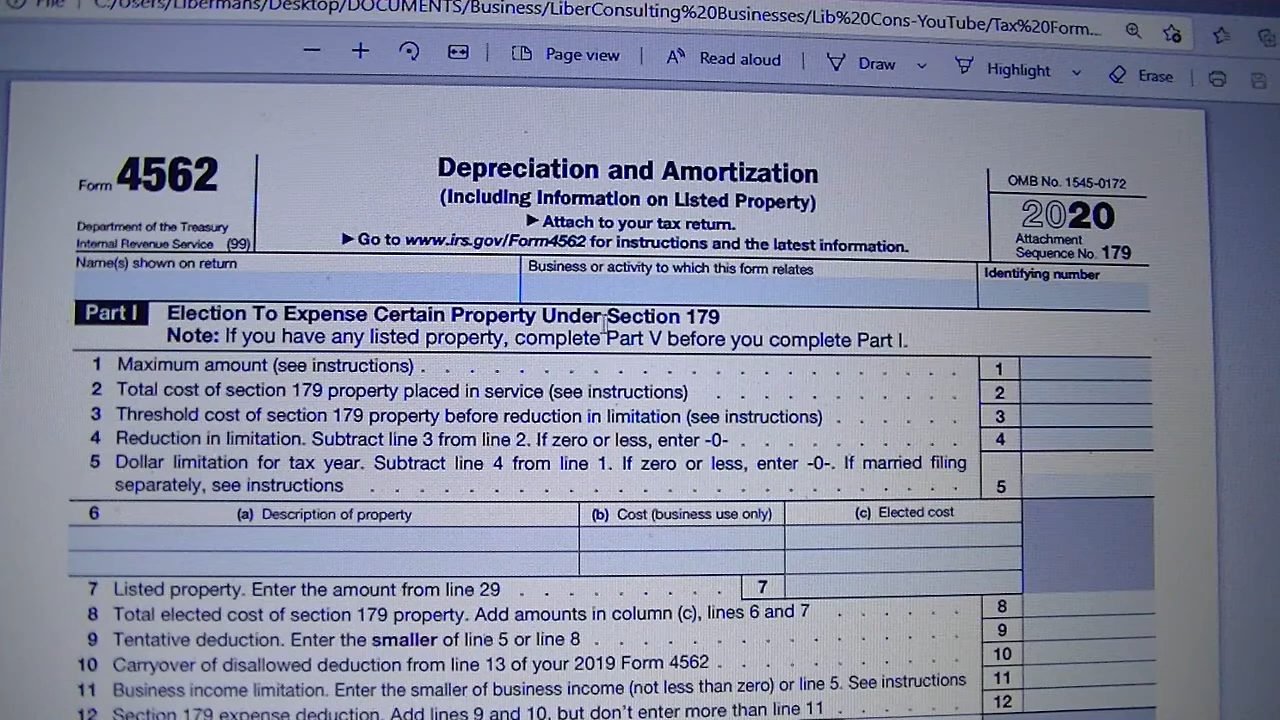 File | C:/Users/Libermans/Desktop/DOCUMENTS/Business/LiberConsulting%20Businesses/Lib%20Cons-YouTube/Tax%20Form...
Page view | Read aloud | Draw Highlight Erase
Form 4562
Department of the Treasury
Internal Revenue Service (99)
Depreciation and Amortization
(Including Information on Listed Property)
▶ Attach to your tax return.
▶ Go to www.irs.gov/Form4562 for instructions and the latest information.
OMB No. 1545-0172
2020
Attachment
Sequence No. 179
Name(s) shown on return
Business or activity to which this form relates
Identifying number
Part I Election To Expense Certain Property Under Section 179
Note: If you have any listed property, complete Part V before you complete Part I.
1 Maximum amount (see instructions) . . . . . . . . . . . . . . . . . . . . . . . 1
2 Total cost of section 179 property placed in service (see instructions) . . . . . . . . . . . 2
3 Threshold cost of section 179 property before reduction in limitation (see instructions) . . . . . . 3
4 Reduction in limitation. Subtract line 3 from line 2. If zero or less, enter -0- . . . . . . . . . . 4
5 Dollar limitation for tax year. Subtract line 4 from line 1. If zero or less, enter -0-. If married filing
separately, see instructions . . . . . . . . . . . . . . . . . . . . . . . . . 5
6 (a) Description of property (b) Cost (business use only) (c) Elected cost
7 Listed property. Enter the amount from line 29 . . . . . . . . . 7
8 Total elected cost of section 179 property. Add amounts in column (c), lines 6 and 7 . . . . . . 8
9 Tentative deduction. Enter the smaller of line 5 or line 8 . . . . . . . . . . . . . . . . 9
10 Carryover of disallowed deduction from line 13 of your 2019 Form 4562 . . . . . . . . . . . 10
11 Business income limitation. Enter the smaller of business income (not less than zero) or line 5. See instructions 11
12 Section 179 expense deduction. Add lines 9 and 10, but don't enter more than line 11 . . . . . . 12